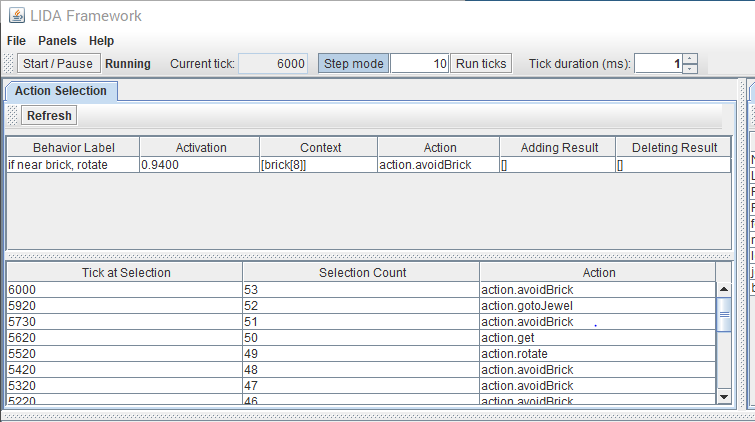 LIDA Framework
File Panels Help
Start / Pause Running Current tick: 6000 Step mode 10 Run ticks Tick duration (ms): 1
Action Selection
Refresh
Behavior Label Activation Context Action Adding Result Deleting Result
if near brick, rotate 0.9400 [brick[8]] action.avoidBrick [] []
Tick at Selection Selection Count Action
6000 53 action.avoidBrick
5920 52 action.gotoJewel
5730 51 action.avoidBrick
5620 50 action.get
5520 49 action.rotate
5420 48 action.avoidBrick
5320 47 action.avoidBrick
5220 46 action.avoidBrick